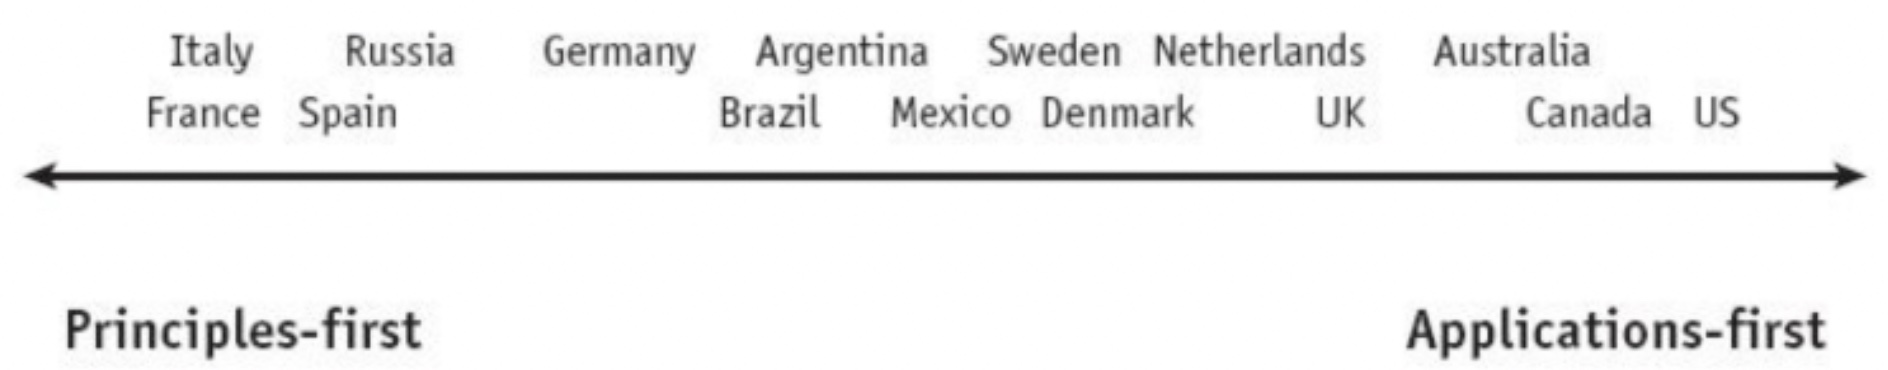 Italy Russia Germany Argentina Sweden Netherlands Australia
France Spain Brazil Mexico Denmark UK Canada US
Principles-first Applications-first